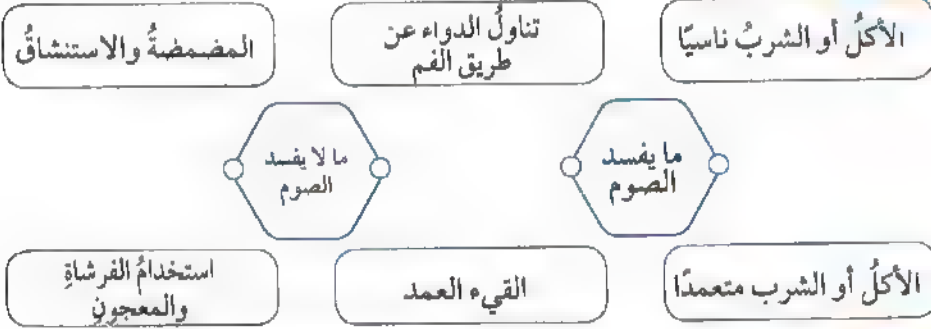 الأكلُ أو الشربُ ناسيًا
تناولُ الدواء عن
طريق الفم
المضمضةُ والاستنشاقُ
ما يفسد
الصوم
ما لا يفسد
الصوم
الأكلُ أو الشرب متعمدًا
القيء العمد
استخدامُ الفرشاةِ
والمعجونِ